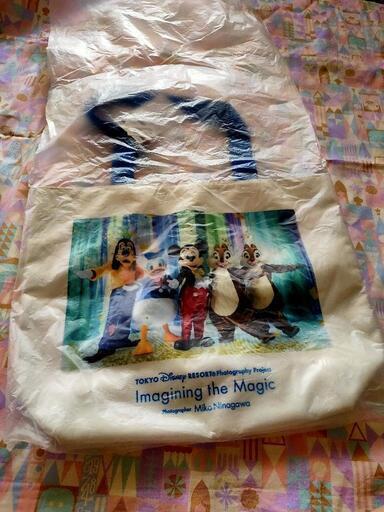 TOKYO Disney RESORT® Photography Project
Imagining the Magic
Photographer Mika Ninagawa